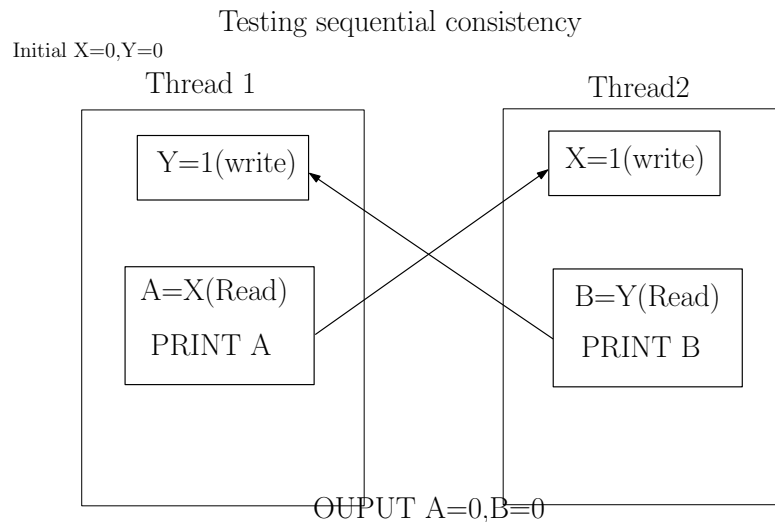 Testing sequential consistency
Initial X=0,Y=0
Thread 1
Thread2
Y=1(write)
X=1(write)
A=X(Read)
PRINT A
B=Y(Read)
PRINT B
OUPUT A=0,B=0